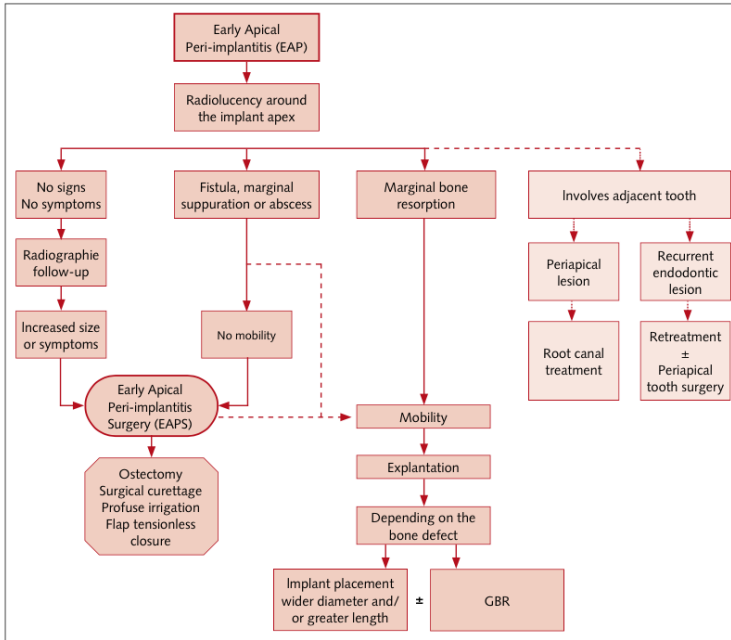 Early Apical
Peri-implantitis (EAP)
Radiolucency around
the implant apex
No signs
No symptoms
Fistula, marginal
suppuration or abscess
Marginal bone
resorption
Involves adjacent tooth
Radiographie
follow-up
Periapical
lesion
Recurrent
endodontic
lesion
Increased size
or symptoms
No mobility
Root canal
treatment
Retreatment
±
Periapical
tooth surgery
Early Apical
Peri-implantitis
Surgery (EAPS)
Mobility
Ostectomy
Surgical curettage
Profuse irrigation
Flap tensionless
closure
Explantation
Depending on the
bone defect
Implant placement
wider diameter and/
or greater length
±
GBR